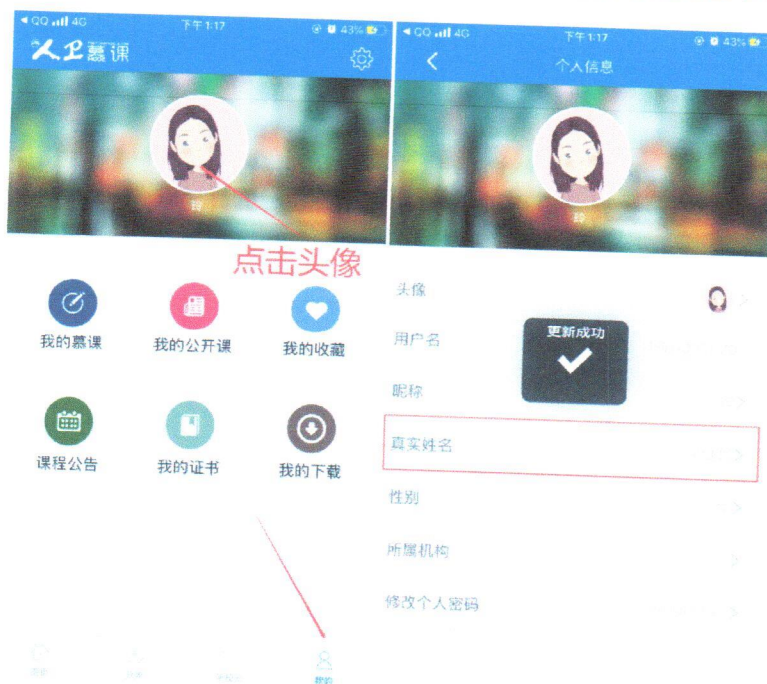 QQ 4G 下午1:17 43%
人卫慕课
玲
点击头像
我的慕课 我的公开课 我的收藏
课程公告 我的证书 我的下载
我的
QQ 4G 下午1:17 43%
个人信息
玲
头像
用户名
更新成功
昵称
真实姓名
性别
所属机构
修改个人密码